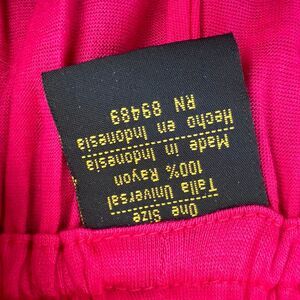 One Size
Talla Universal
100% Rayon
Made in Indonesia
Hecho en Indonesia
RN 89489